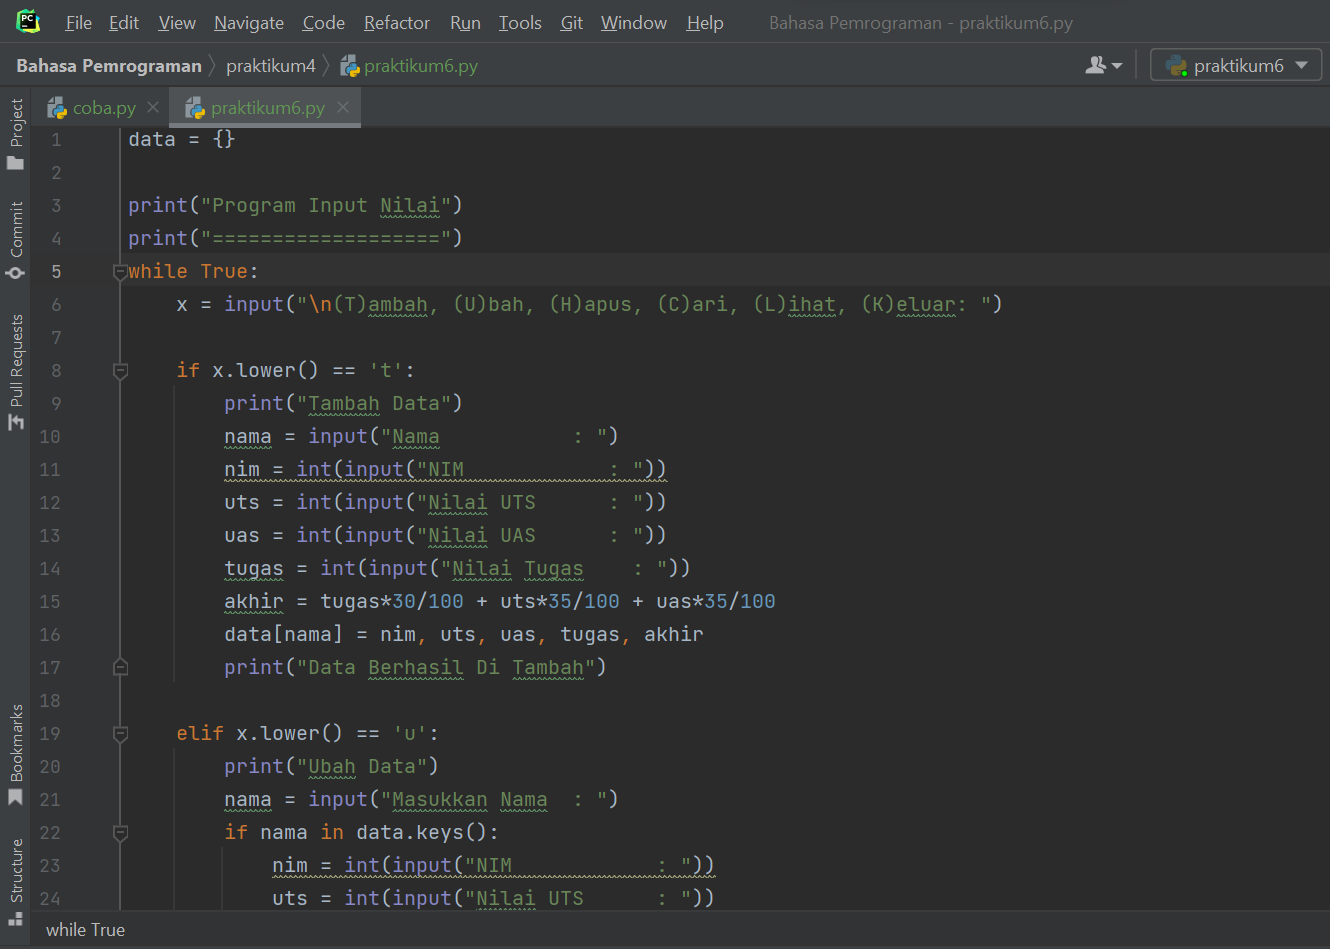 PC File Edit View Navigate Code Refactor Run Tools Git Window Help Bahasa Pemrograman - praktikum6.py
Bahasa Pemrograman praktikum4 praktikum6.py praktikum6
coba.py praktikum6.py
Project
Commit
Pull Requests
Bookmarks
Structure
1 data = {}
2
3 print("Program Input Nilai")
4 print("===================")
5 while True:
6     x = input("\n(T)ambah, (U)bah, (H)apus, (C)ari, (L)ihat, (K)eluar: ")
7
8     if x.lower() == 't':
9         print("Tambah Data")
10         nama = input("Nama           : ")
11         nim = int(input("NIM            : "))
12         uts = int(input("Nilai UTS      : "))
13         uas = int(input("Nilai UAS      : "))
14         tugas = int(input("Nilai Tugas    : "))
15         akhir = tugas*30/100 + uts*35/100 + uas*35/100
16         data[nama] = nim, uts, uas, tugas, akhir
17         print("Data Berhasil Di Tambah")
18
19     elif x.lower() == 'u':
20         print("Ubah Data")
21         nama = input("Masukkan Nama  : ")
22         if nama in data.keys():
23             nim = int(input("NIM            : "))
24             uts = int(input("Nilai UTS      : "))
while True